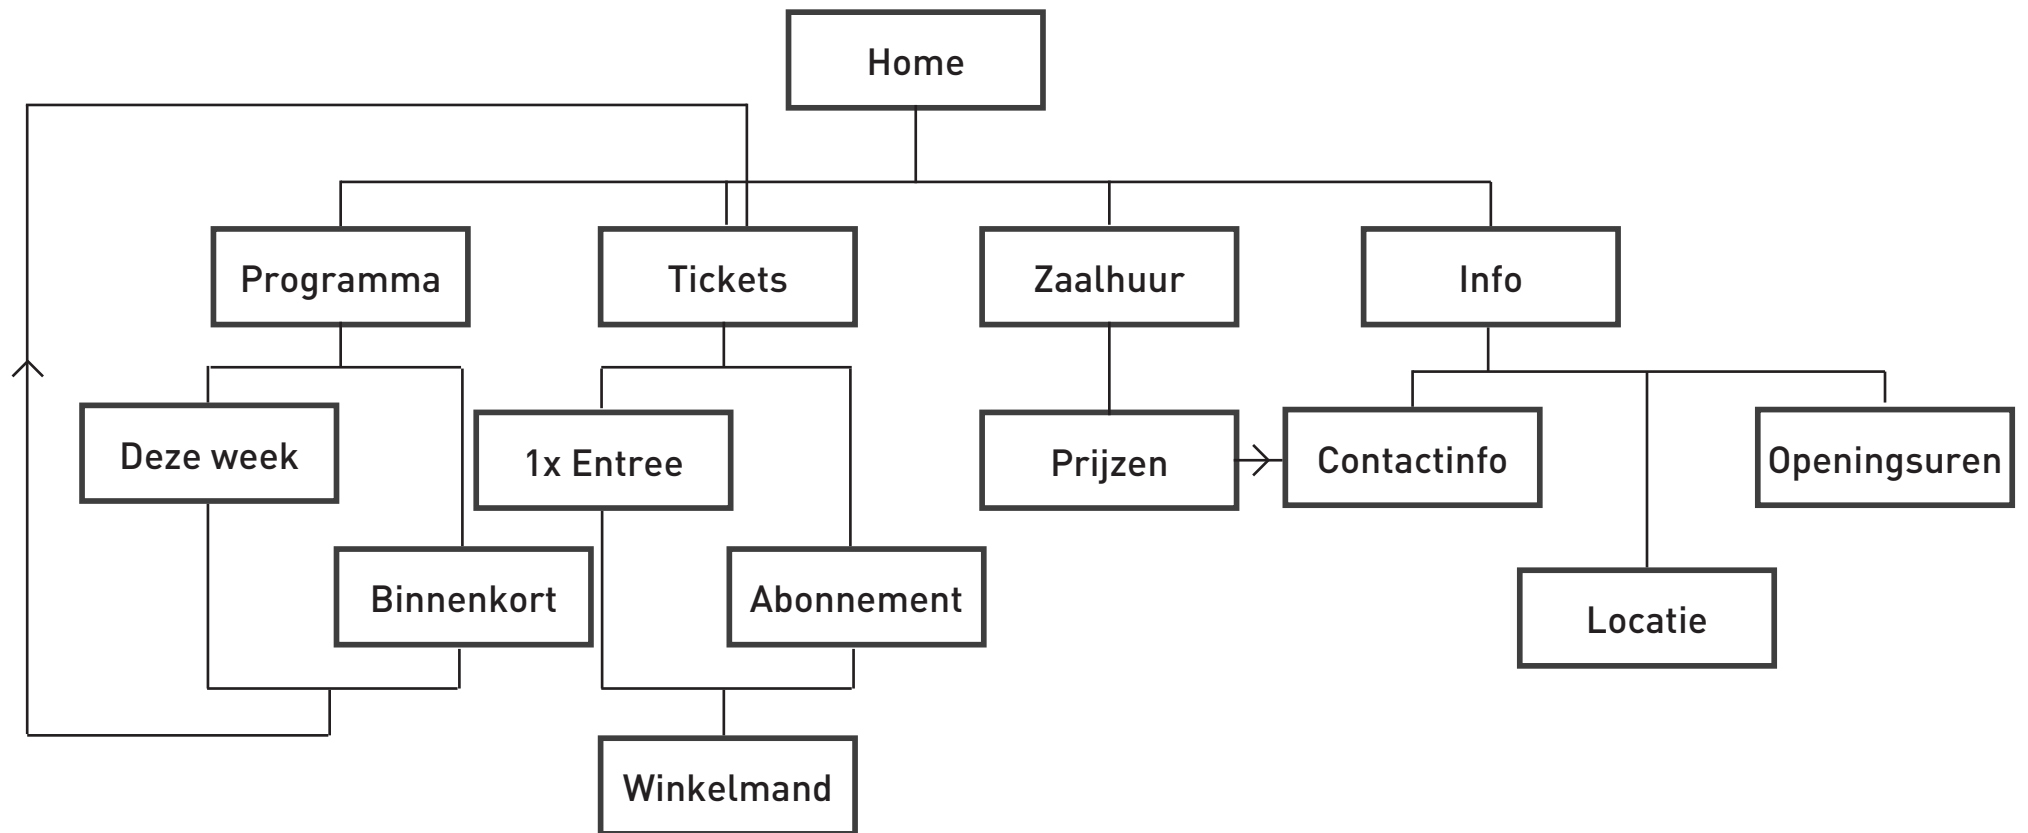 Home
Programma
Tickets
Zaalhuur
Info
Deze week
1x Entree
Prijzen
Contactinfo
Openingsuren
Binnenkort
Abonnement
Locatie
Winkelmand